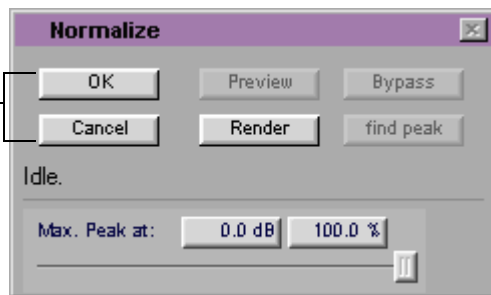 Normalize
OK Preview Bypass
Cancel Render find peak
Idle.
Max. Peak at: 0.0 dB 100.0 %